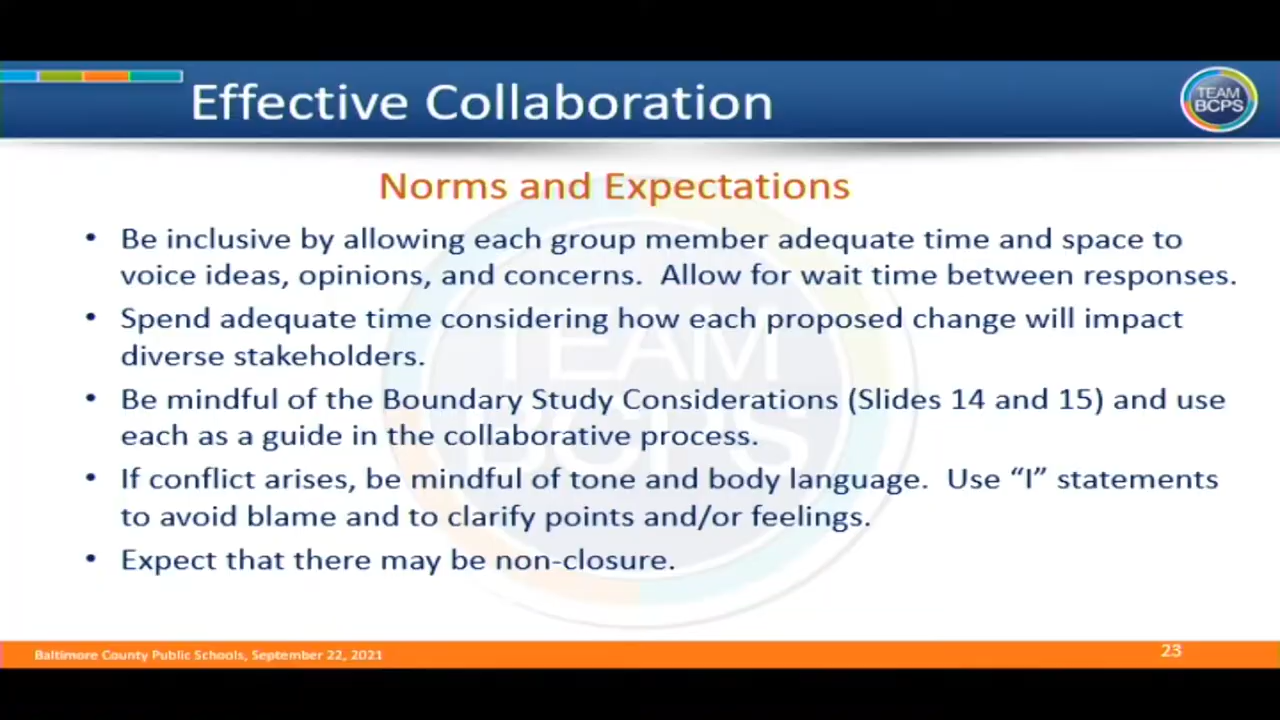 Effective Collaboration
TEAM
BCPS
Norms and Expectations
• Be inclusive by allowing each group member adequate time and space to
voice ideas, opinions, and concerns.  Allow for wait time between responses.
• Spend adequate time considering how each proposed change will impact
diverse stakeholders.
• Be mindful of the Boundary Study Considerations (Slides 14 and 15) and use
each as a guide in the collaborative process.
• If conflict arises, be mindful of tone and body language.  Use “I” statements
to avoid blame and to clarify points and/or feelings.
• Expect that there may be non-closure.
TEAM
BCPS
Baltimore County Public Schools, September 22, 2021
23